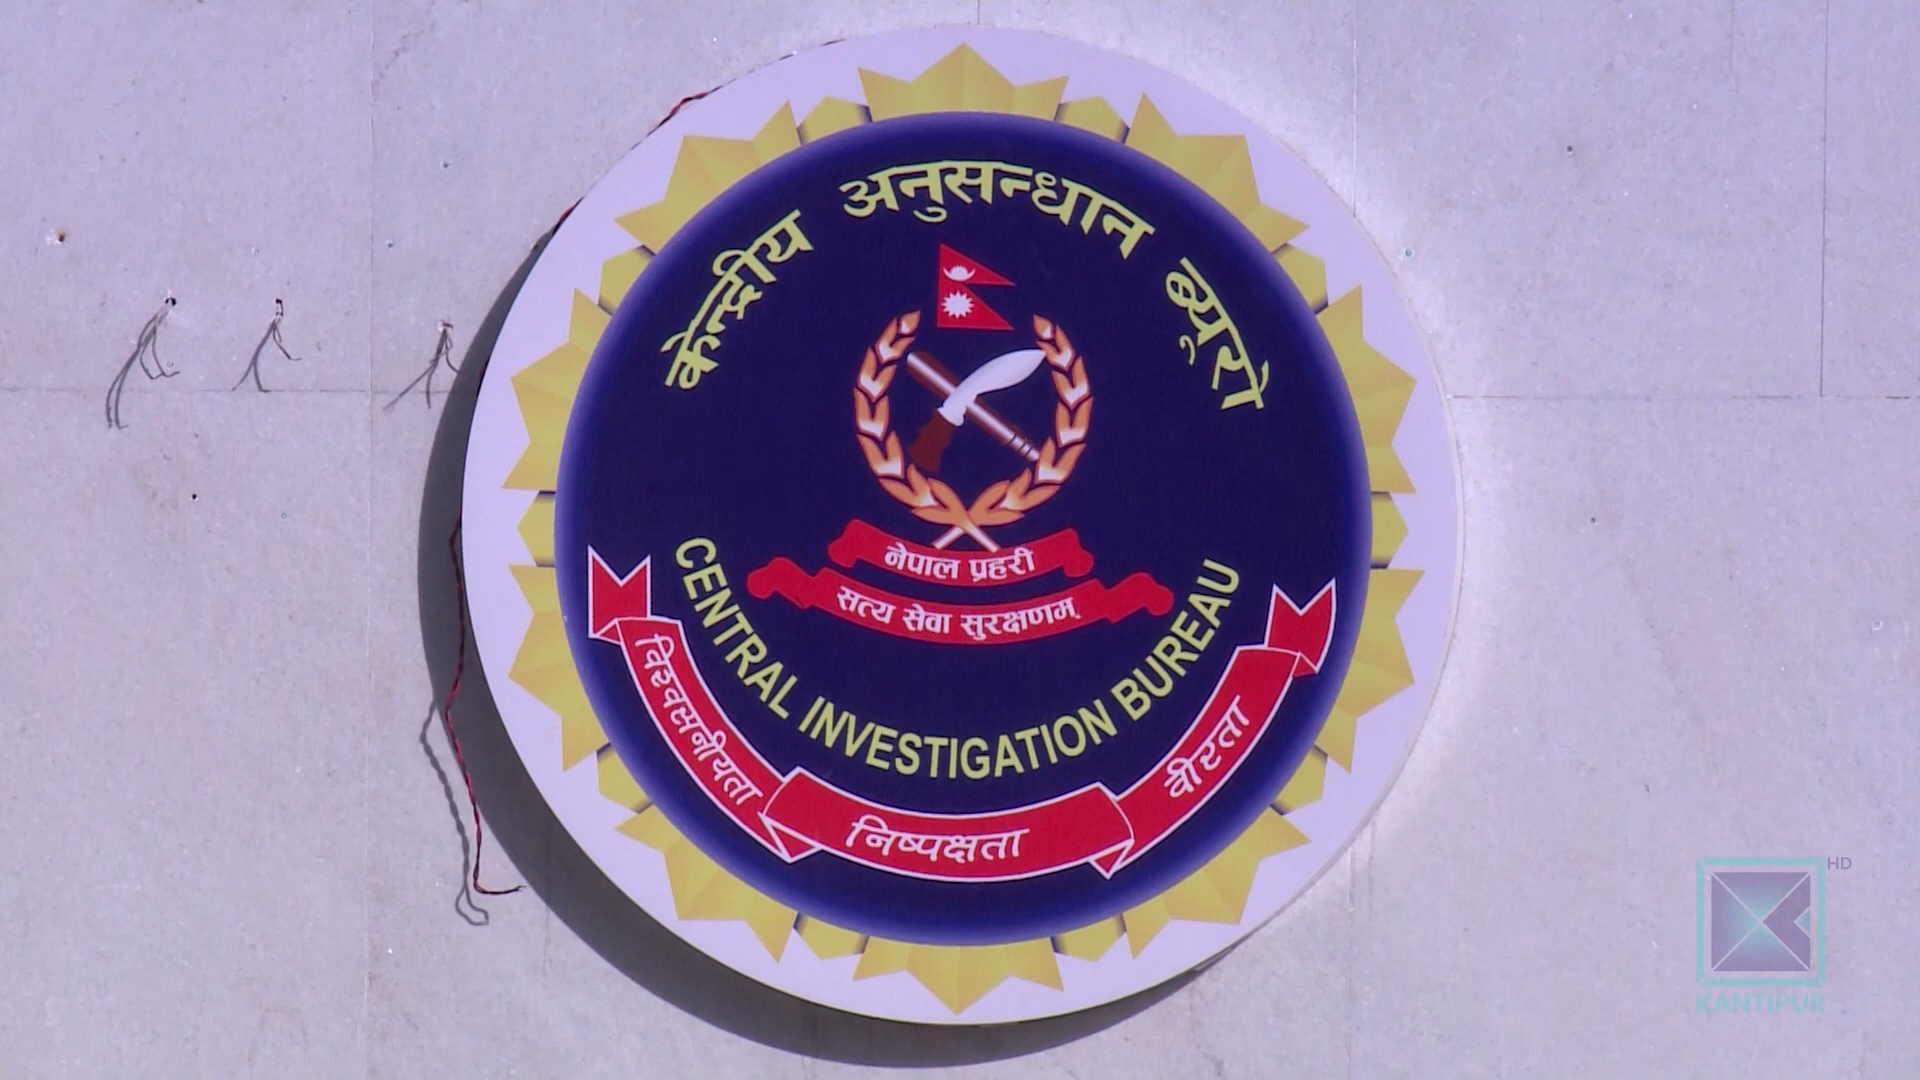 केन्द्रीय अनुसन्धान ब्यूरो
नेपाल प्रहरी
सत्य सेवा सुरक्षणम्
CENTRAL INVESTIGATION BUREAU
विश्वसनीयता
निष्पक्षता
वीरता
HD
KANTIPUR